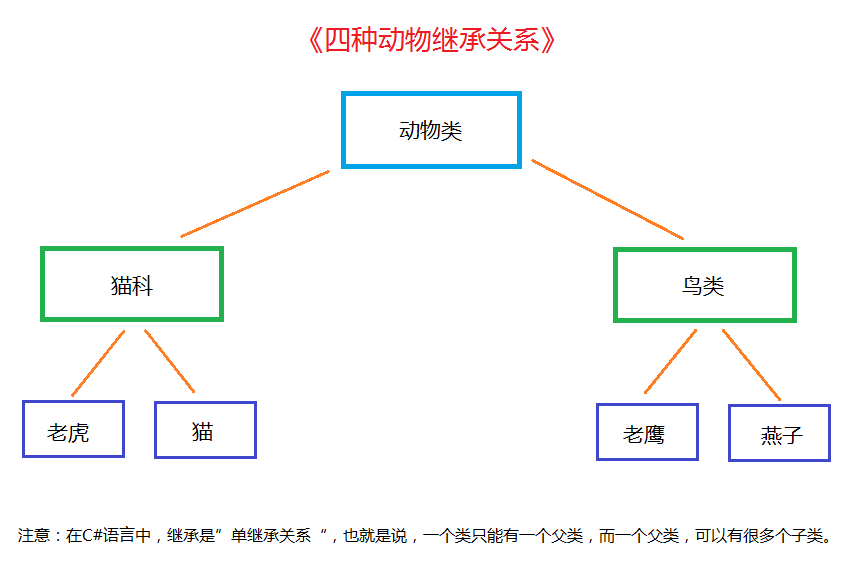 《四种动物继承关系》
动物类
猫科
鸟类
老虎
猫
老鹰
燕子
注意：在C#语言中，继承是”单继承关系“，也就是说，一个类只能有一个父类，而一个父类，可以有很多个子类。